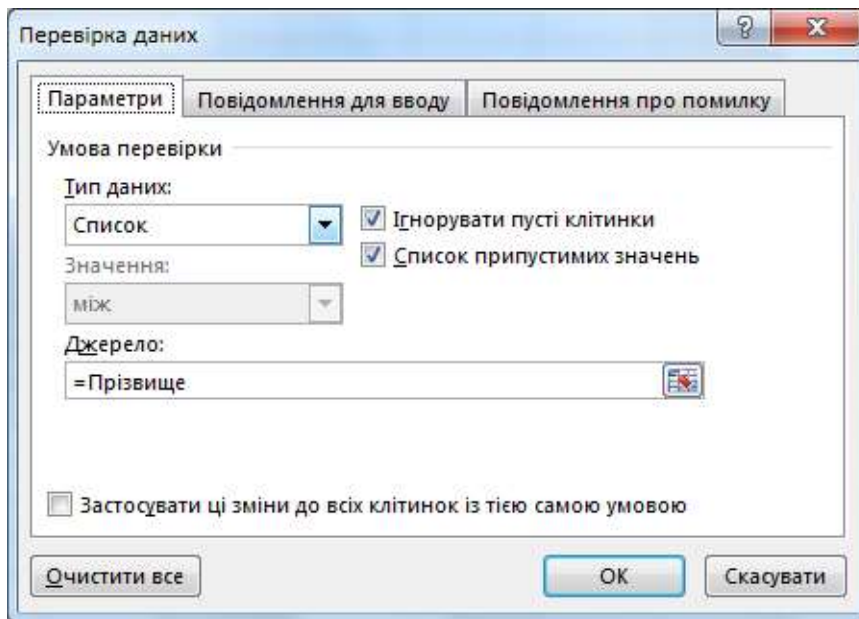 Перевірка даних
Параметри Повідомлення для вводу Повідомлення про помилку
Умова перевірки
Тип даних:
Список Ігнорувати пусті клітинки
Список припустимих значень
Значення:
між
Джерело:
=Прізвище
Застосувати ці зміни до всіх клітинок із тією самою умовою
Очистити все ОК Скасувати